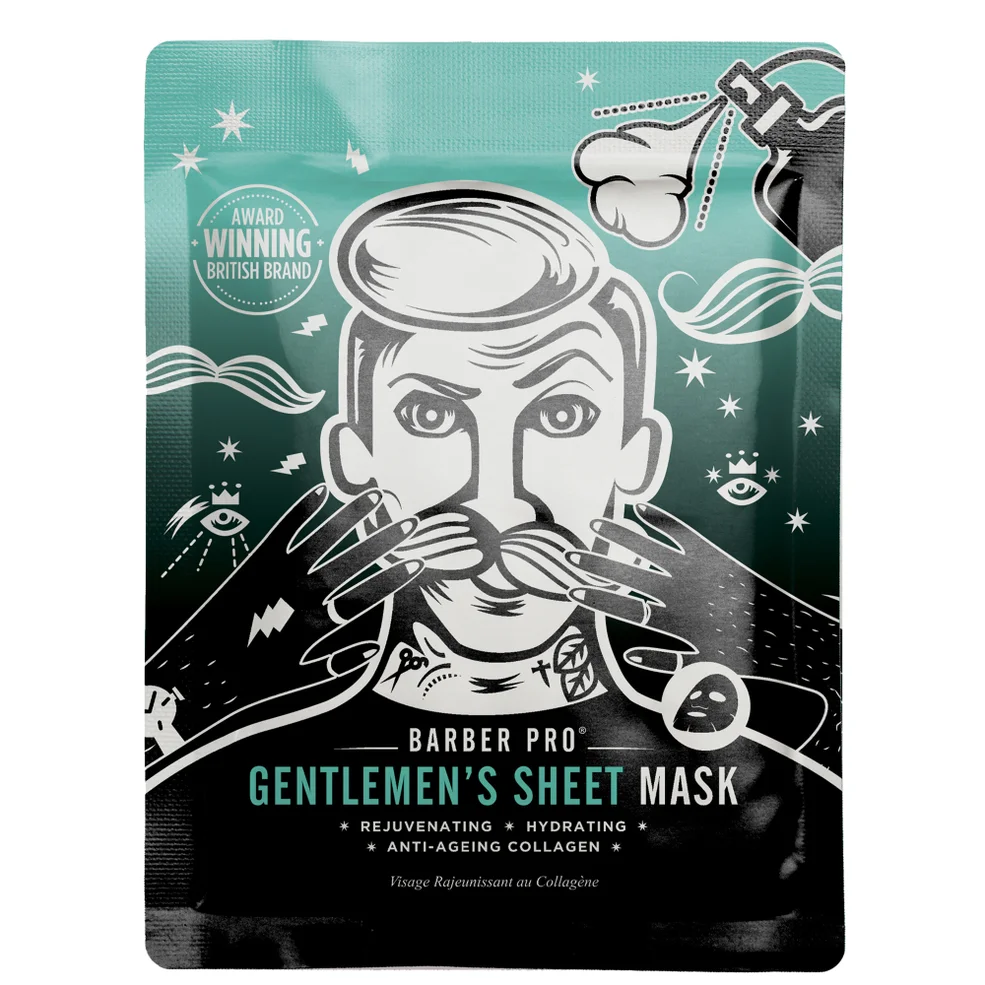 AWARD
WINNING
BRITISH BRAND
BARBER PRO®
GENTLEMEN'S SHEET MASK
REJUVENATING * HYDRATING *
* ANTI-AGEING COLLAGEN *
Visage Rajeunissant au Collagène